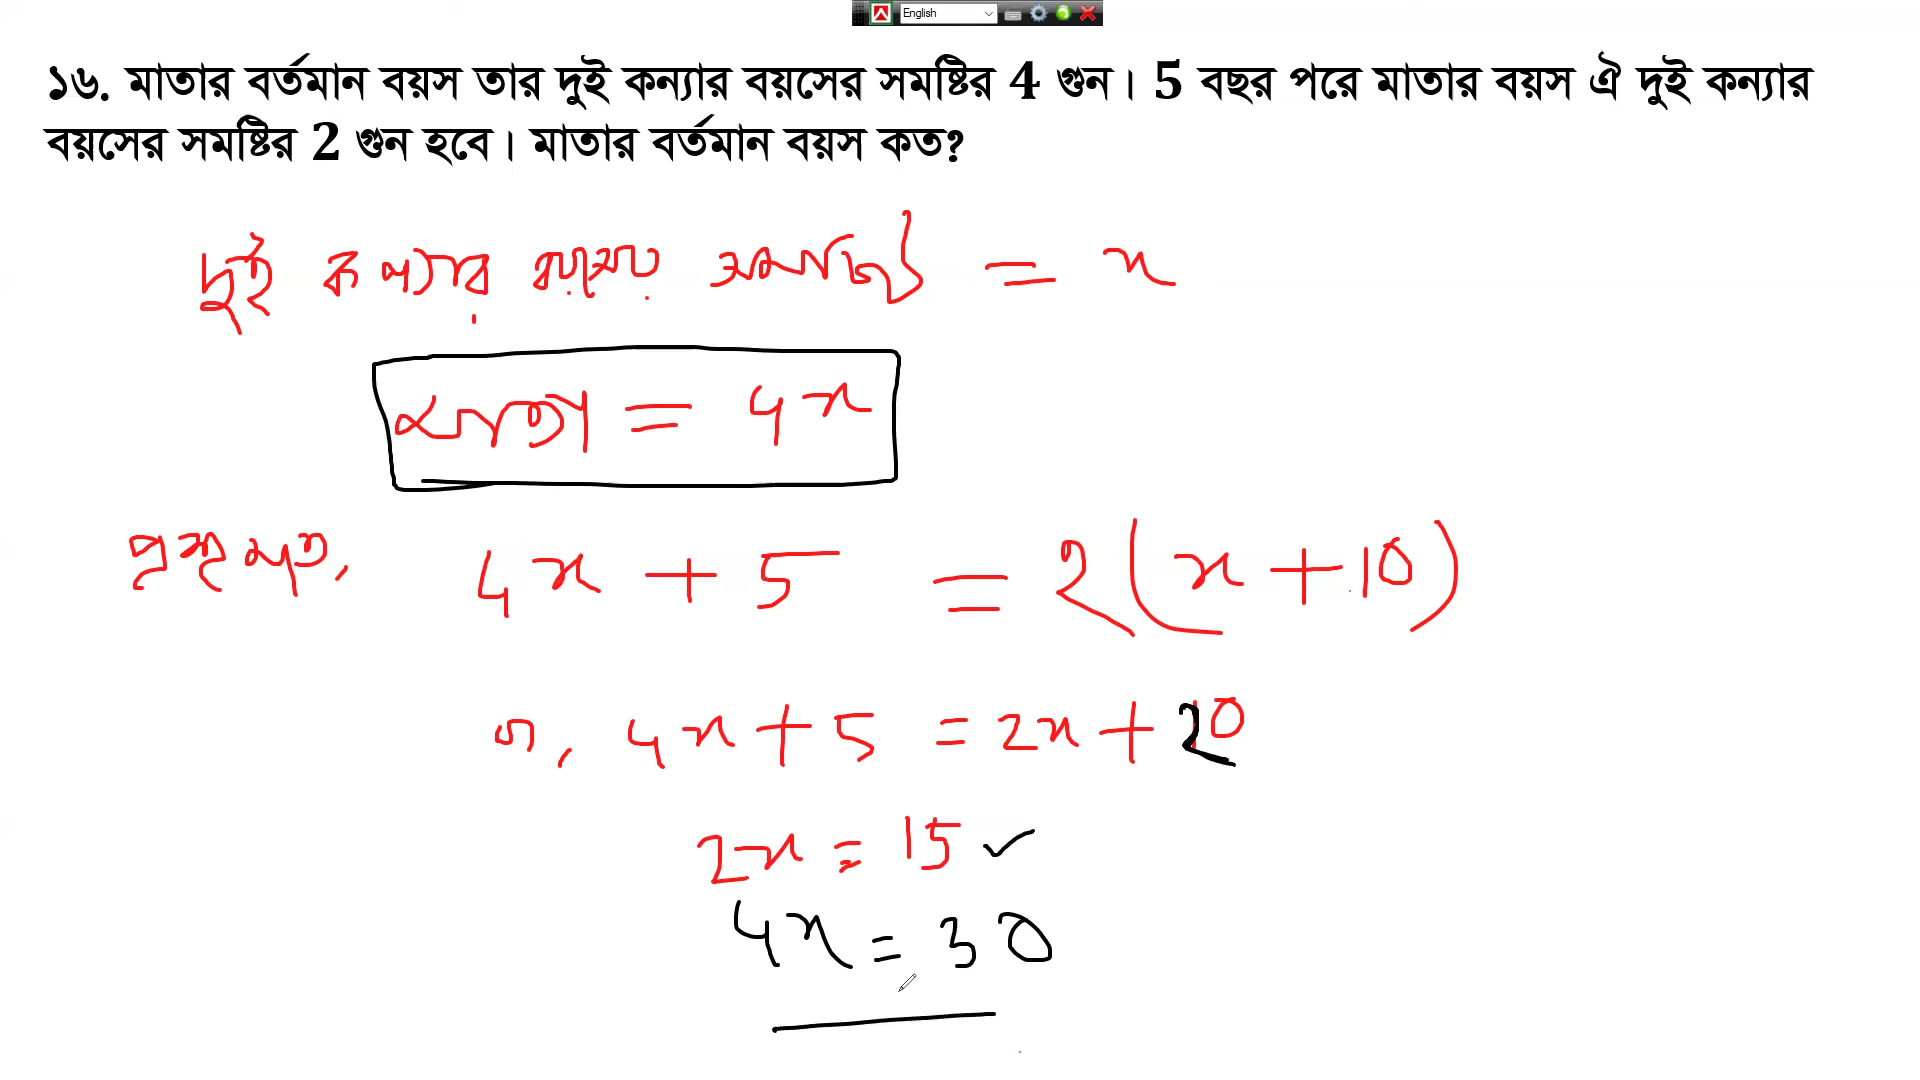 English
১৬. মাতার বর্তমান বয়স তার দুই কন্যার বয়সের সমষ্টির 4 গুন। 5 বছর পরে মাতার বয়স ঐ দুই কন্যার
বয়সের সমষ্টির 2 গুন হবে। মাতার বর্তমান বয়স কত?
দুই কন্যার বয়সের সমষ্টি = x
মাতা = 4x
প্রশ্নমতে, 4x + 5 = 2(x + 10)
বা, 4x + 5 = 2x + 20
2x = 15 ✓
4x = 30